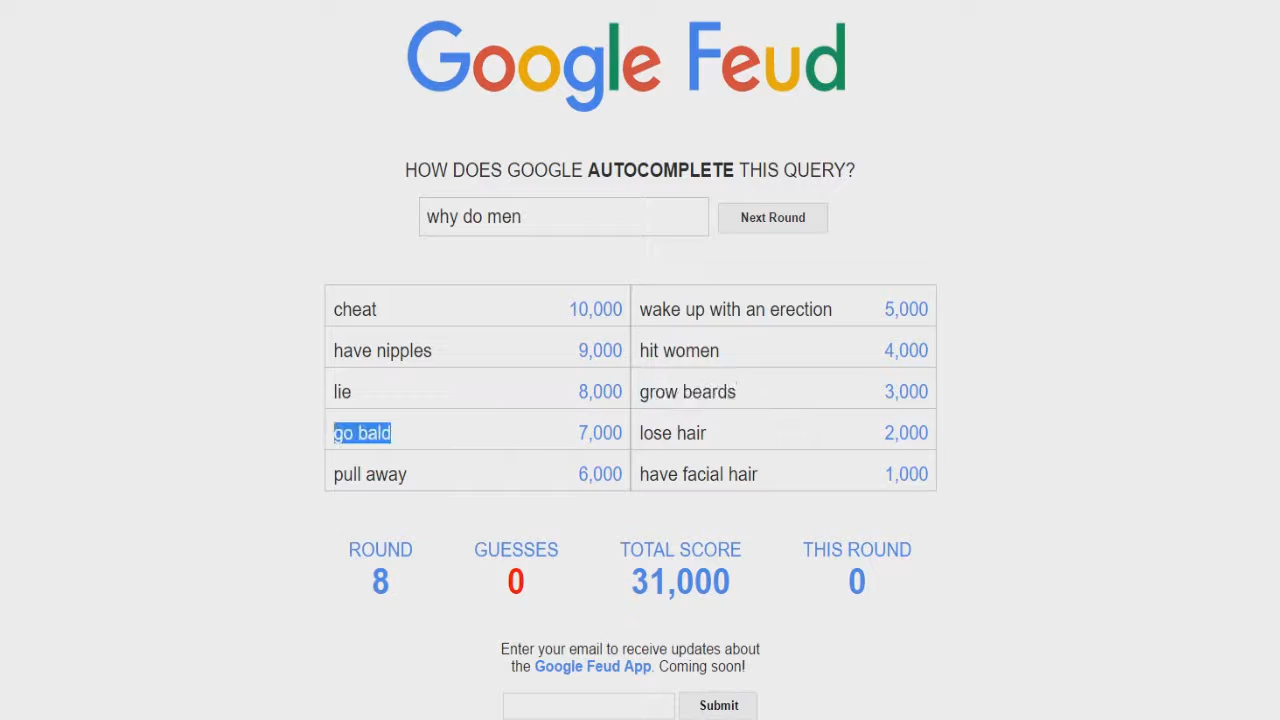 Google Feud
HOW DOES GOOGLE AUTOCOMPLETE THIS QUERY?
why do men
Next Round
cheat 10,000 wake up with an erection 5,000
have nipples 9,000 hit women 4,000
lie 8,000 grow beards 3,000
go bald 7,000 lose hair 2,000
pull away 6,000 have facial hair 1,000
ROUND GUESSES TOTAL SCORE THIS ROUND
8 0 31,000 0
Enter your email to receive updates about
the Google Feud App. Coming soon!
Submit